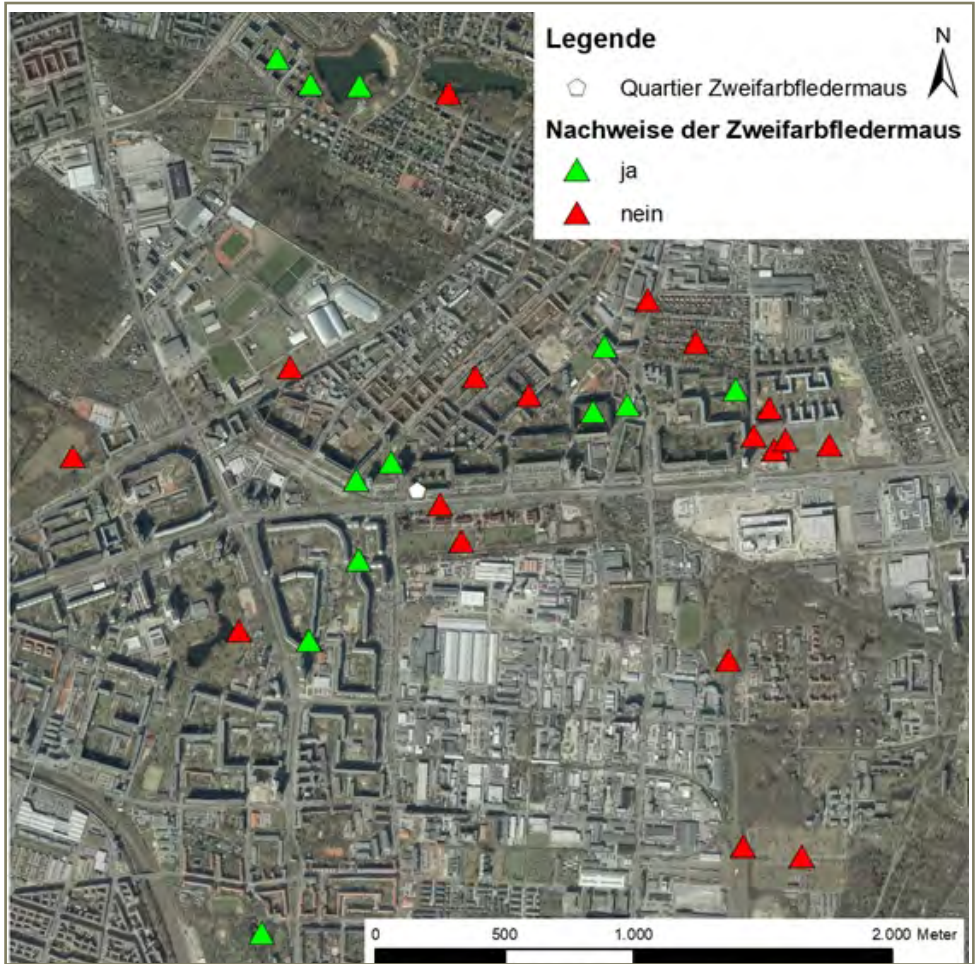 Legende
N
Quartier Zweifarbfledermaus
Nachweise der Zweifarbfledermaus
ja
nein
0 500 1.000 2.000 Meter